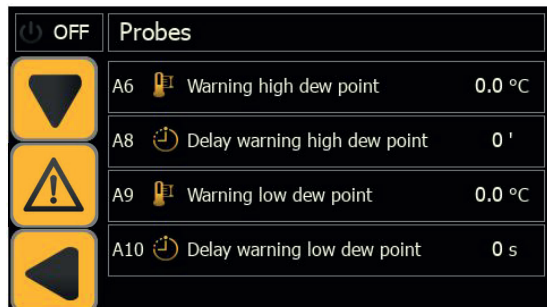 OFF Probes
A6 Warning high dew point 0.0 °C
A8 Delay warning high dew point 0 '
A9 Warning low dew point 0.0 °C
A10 Delay warning low dew point 0 s